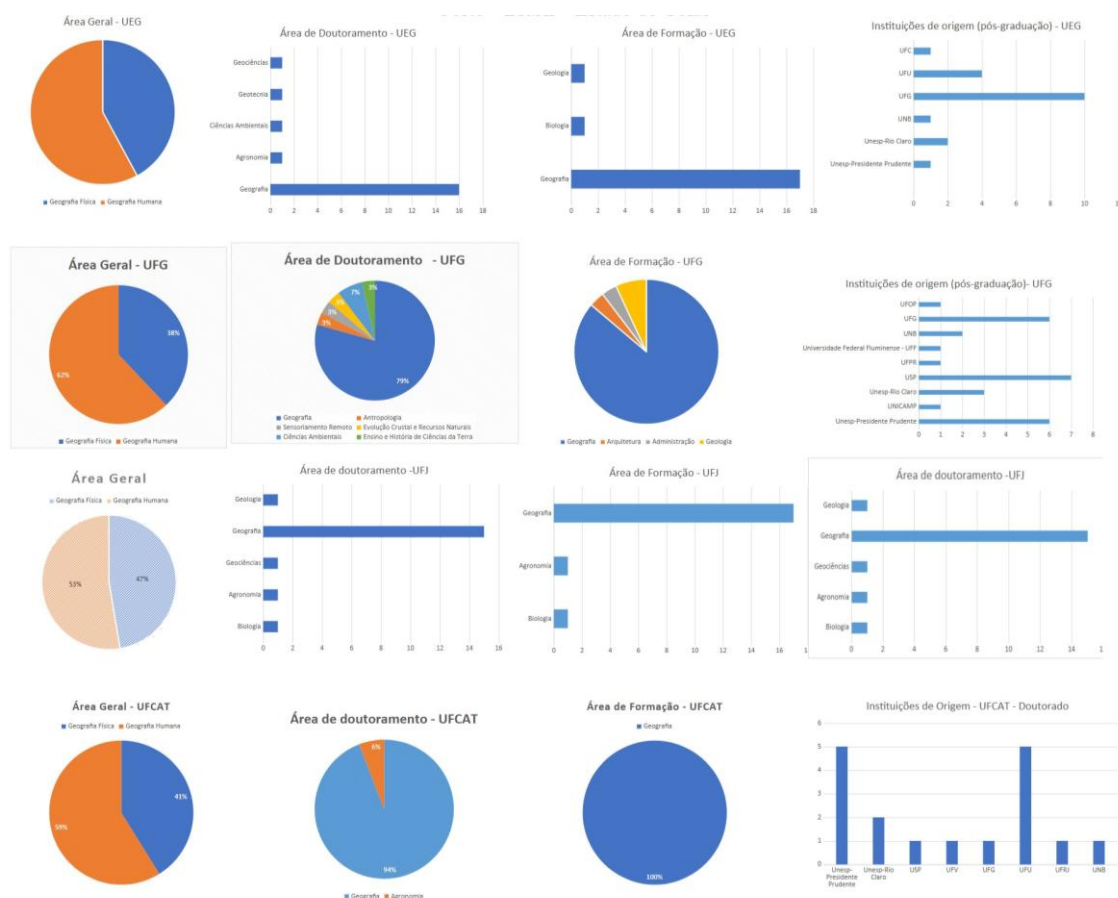 Área Geral - UEG
Geografia Física Geografia Humana
Área de Doutoramento - UEG
Geociências
Geotecnia
Ciências Ambientais
Agronomia
Geografia
0 2 4 6 8 10 12 14 16 18
Área de Formação - UEG
Geologia
Biologia
Geografia
0 2 4 6 8 10 12 14 16 18
Instituições de origem (pós-graduação) - UEG
UFC
UFU
UFG
UNB
Unesp-Rio Claro
Unesp-Presidente Prudente
0 2 4 6 8 10
Área Geral - UFG
38%
62%
Geografia Física Geografia Humana
Área de Doutoramento - UFG
3%
7%
3%
3%
3%
79%
Geografia Antropologia
Sensoriamento Remoto Evolução Crustal e Recursos Naturais
Ciências Ambientais Ensino e História de Ciências da Terra
Área de Formação - UFG
Geografia Arquitetura Administração Geologia
Instituições de origem (pós-graduação)- UFG
UFOP
UFG
UNB
Universidade Federal Fluminense - UFF
UFPR
USP
Unesp-Rio Claro
UNICAMP
Unesp-Presidente Prudente
0 1 2 3 4 5 6 7 8
Área Geral
Geografia Física Geografia Humana
53%
47%
Área de doutoramento -UFJ
Geologia
Geografia
Geociências
Agronomia
Biologia
0 2 4 6 8 10 12 14 16
Área de Formação - UFJ
Geografia
Agronomia
Biologia
0 2 4 6 8 10 12 14 16
Área de doutoramento -UFJ
Geologia
Geografia
Geociências
Agronomia
Biologia
0 2 4 6 8 10 12 14
Área Geral - UFCAT
Geografia Física Geografia Humana
41%
59%
Área de doutoramento - UFCAT
6%
94%
Geografia Agronomia
Área de Formação - UFCAT
Geografia
100%
Instituições de Origem - UFCAT - Doutorado
6
5
4
3
2
1
0
Unesp-Presidente Prudente Unesp-Rio Claro USP UFV UFG UFU UFRJ UNB